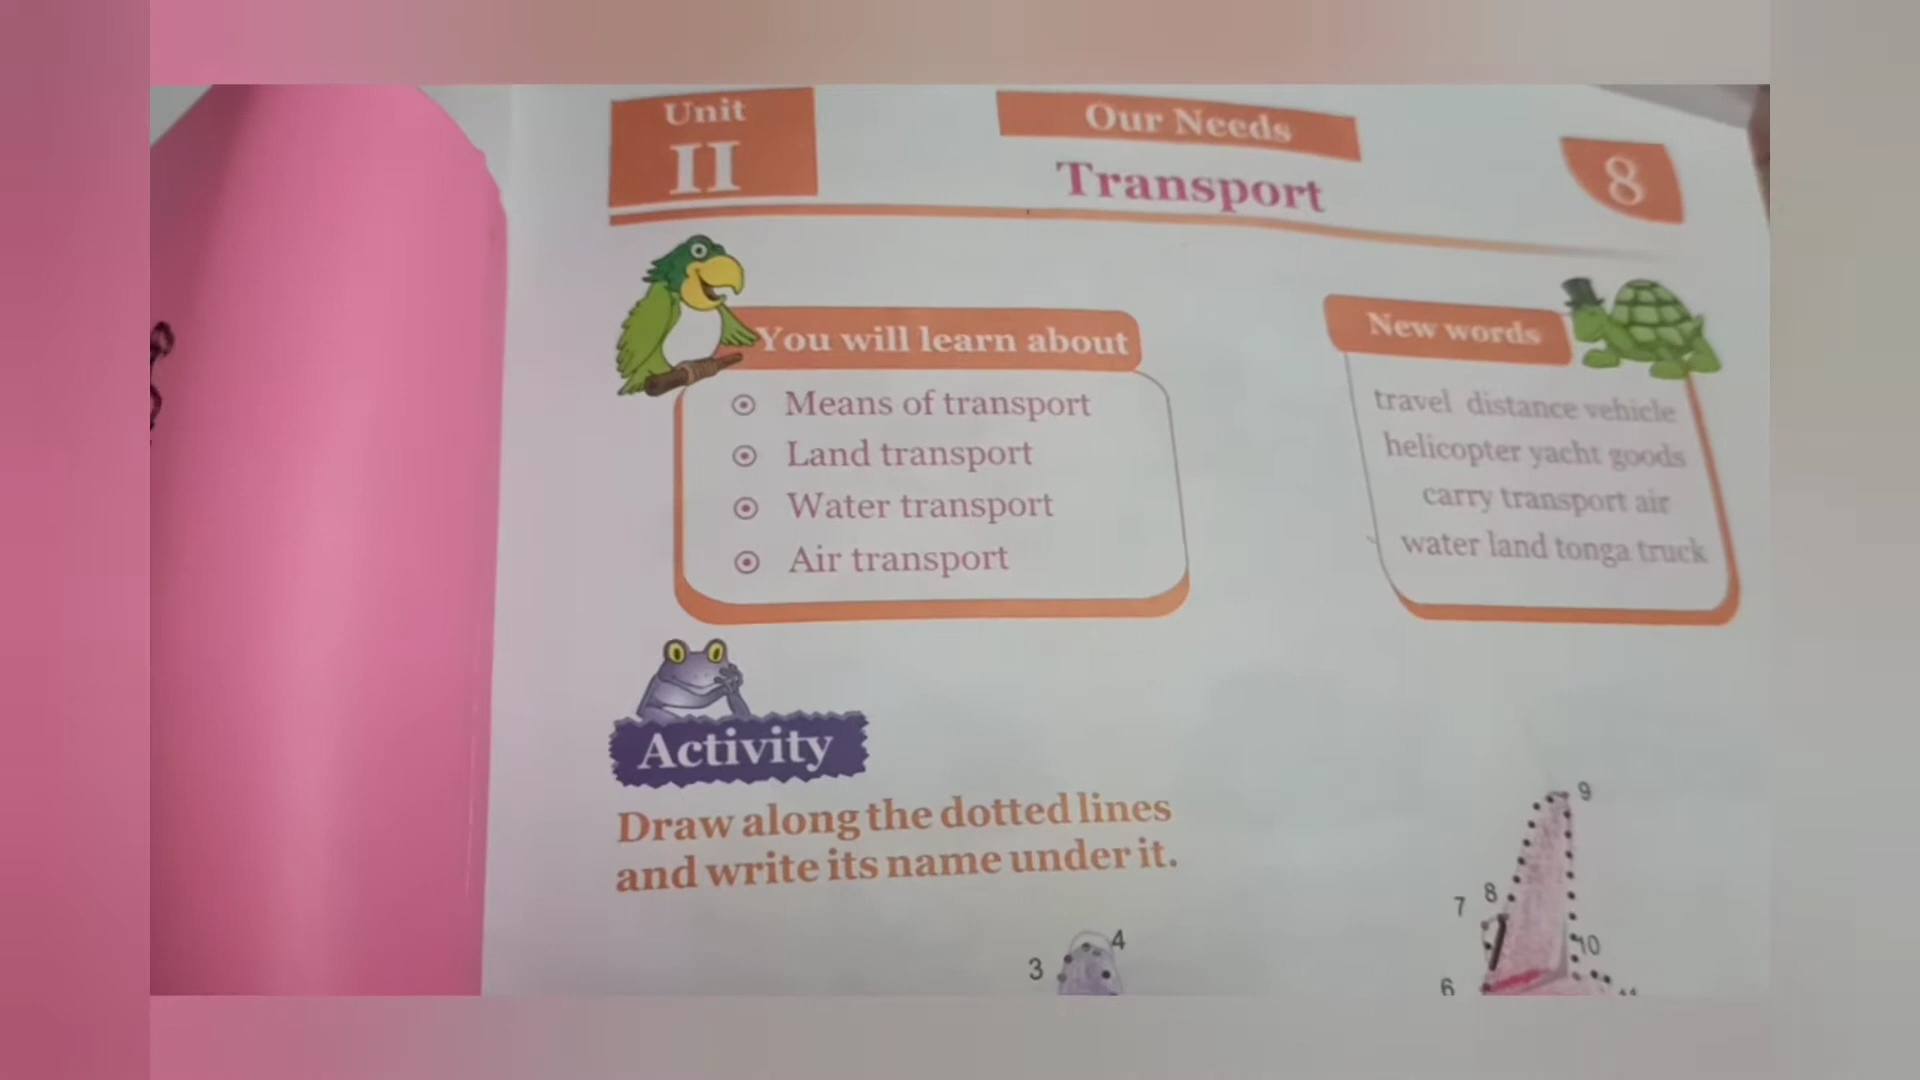 Unit
II
Our Needs
Transport
8
You will learn about
Means of transport
Land transport
Water transport
Air transport
New words
travel distance vehicle
helicopter yacht goods
carry transport air
water land tonga truck
Activity
Draw along the dotted lines
and write its name under it.
9
8
7
10
6
4
3